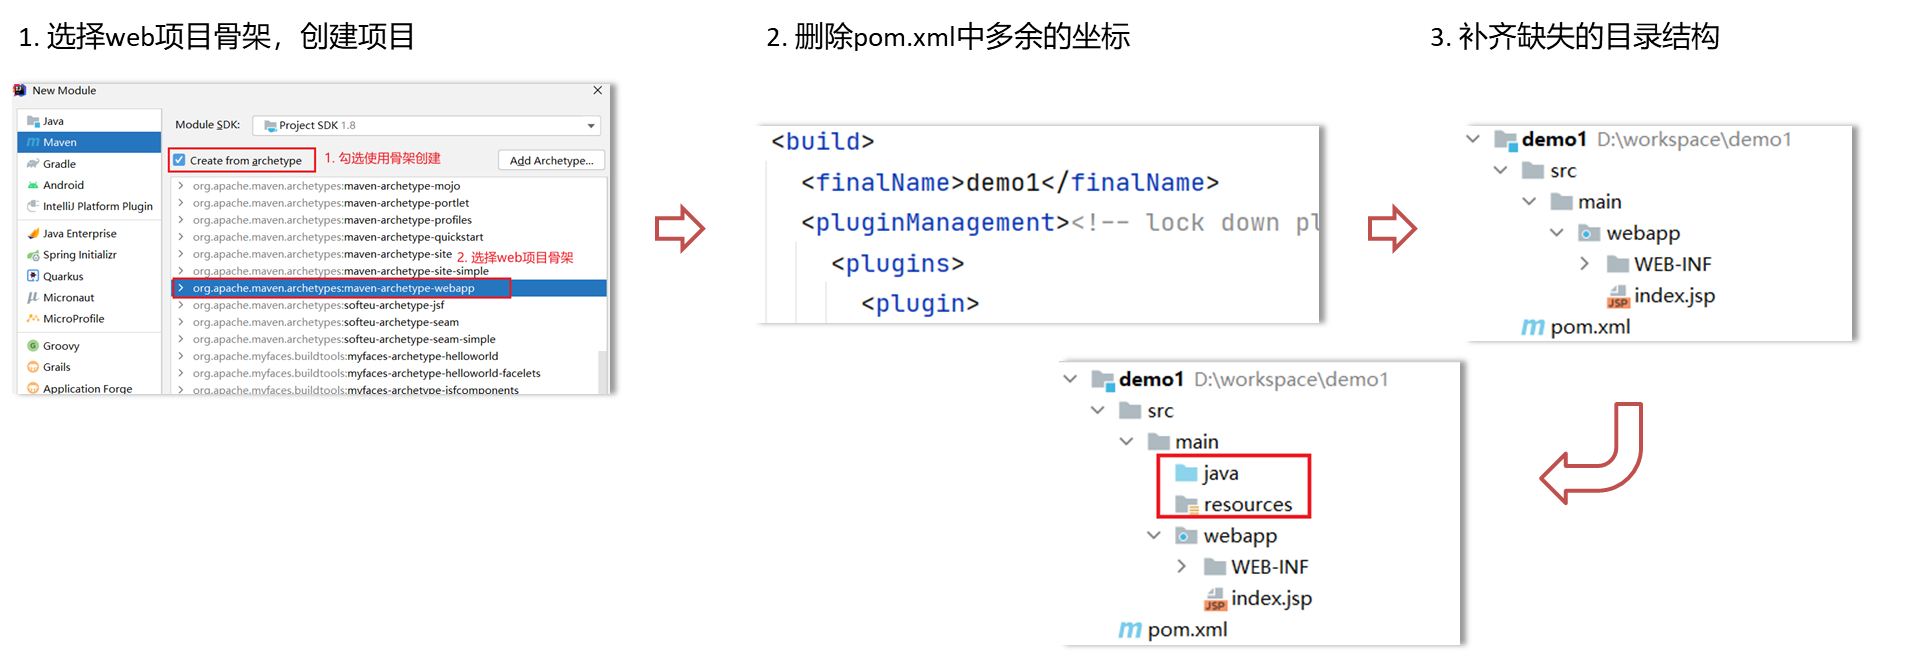 1. 选择web项目骨架，创建项目
New Module
Java
Maven
Gradle
Android
IntelliJ Platform Plugin
Java Enterprise
Spring Initializr
Quarkus
Micronaut
MicroProfile
Groovy
Grails
Application Forge
Module SDK:
Project SDK 1.8
Create from archetype
1. 勾选使用骨架创建
Add Archetype...
org.apache.maven.archetypes:maven-archetype-mojo
org.apache.maven.archetypes:maven-archetype-portlet
org.apache.maven.archetypes:maven-archetype-profiles
org.apache.maven.archetypes:maven-archetype-quickstart
org.apache.maven.archetypes:maven-archetype-site
2. 选择web项目骨架
org.apache.maven.archetypes:maven-archetype-site-simple
org.apache.maven.archetypes:maven-archetype-webapp
org.apache.maven.archetypes:softeu-archetype-jsf
org.apache.maven.archetypes:softeu-archetype-seam
org.apache.maven.archetypes:softeu-archetype-seam-simple
org.apache.myfaces.buildtools:myfaces-archetype-helloworld
org.apache.myfaces.buildtools:myfaces-archetype-helloworld-facelets
org.apache.myfaces.buildtools:myfaces-archetype-jsfcomponents
2. 删除pom.xml中多余的坐标
<build>
<finalName>demo1</finalName>
<pluginManagement><!-- lock down pl
<plugins>
<plugin>
3. 补齐缺失的目录结构
demo1 D:\workspace\demo1
src
main
webapp
WEB-INF
index.jsp
pom.xml
demo1 D:\workspace\demo1
src
main
java
resources
webapp
WEB-INF
index.jsp
pom.xml